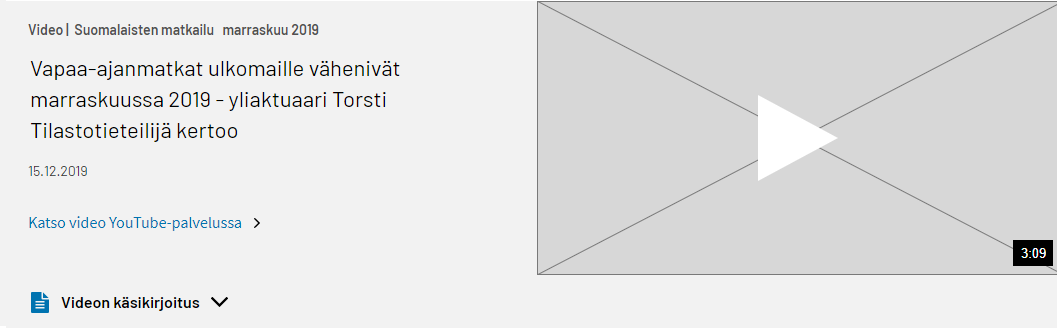 Video | Suomalaisten matkailu marraskuu 2019
Vapaa-ajanmatkat ulkomaille vähenivät
marraskuussa 2019 - yliaktuaari Torsti
Tilastotieteilijä kertoo
15.12.2019
Katso video YouTube-palvelussa
3:09
Videon käsikirjoitus